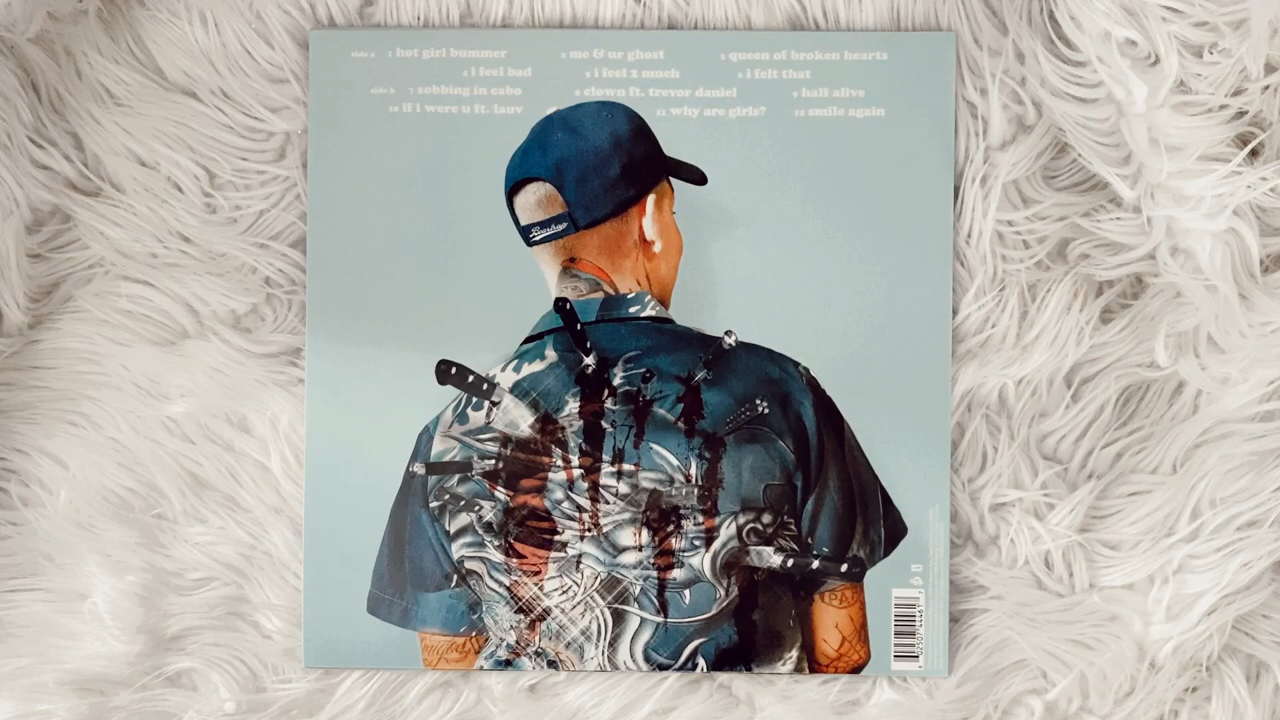 side a 1 hot girl bummer 2 me & ur ghost 3 queen of broken hearts
4 i feel bad 5 i feel 2 much 6 i felt that
side b 7 sobbing in cabo 8 clown ft. trevor daniel 9 half alive
10 if i were u ft. lauv 11 why are girls? 12 smile again